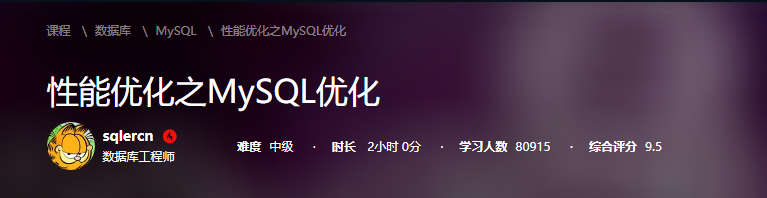 课程 \ 数据库 \ MySQL \ 性能优化之MySQL优化
性能优化之MySQL优化
sqlercn
数据库工程师
难度 中级 · 时长 2小时 0分 · 学习人数 80915 · 综合评分 9.5